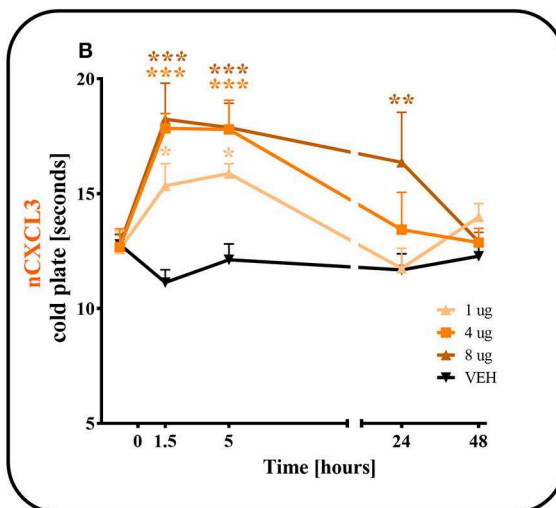 B
***
***
***
***
**
*
*
20
15
10
5
nCXCL3
cold plate [seconds]
1 ug
4 ug
8 ug
VEH
0 1.5 5 24 48
Time [hours]